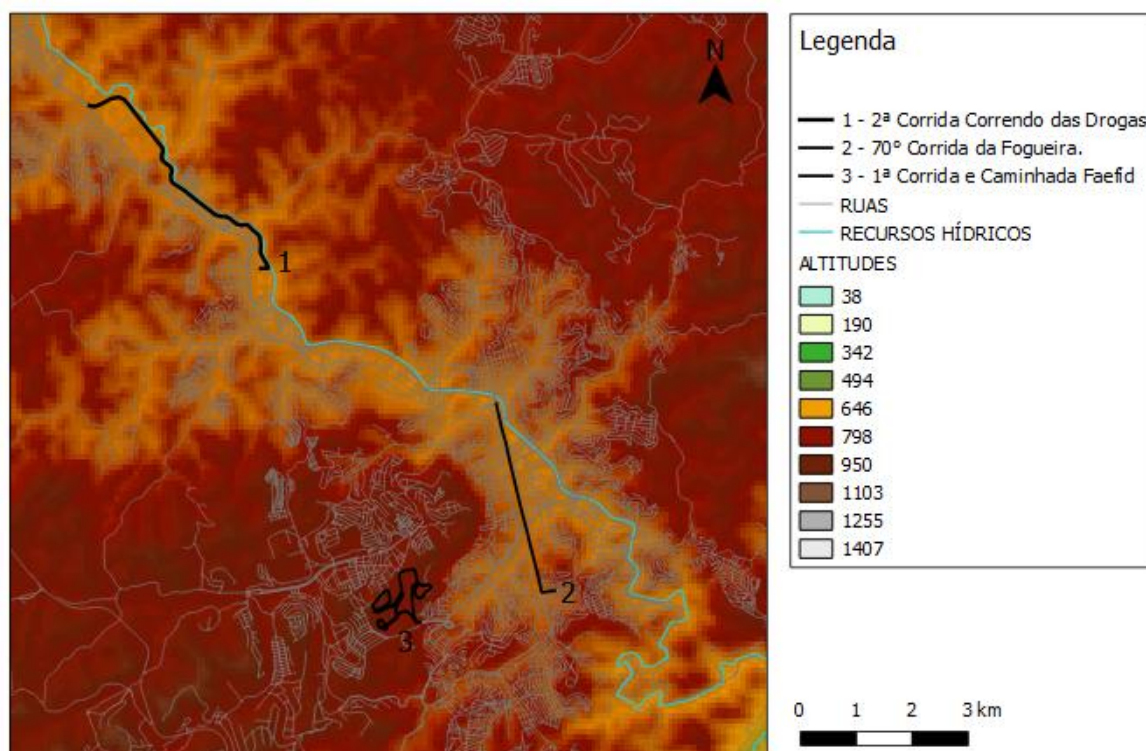 1
2
3
Legenda
N
1 - 2ª Corrida Correndo das Drogas
2 - 70° Corrida da Fogueira.
3 - 1ª Corrida e Caminhada Faefid
RUAS
RECURSOS HÍDRICOS
ALTITUDES
38
190
342
494
646
798
950
1103
1255
1407
0 1 2 3 km